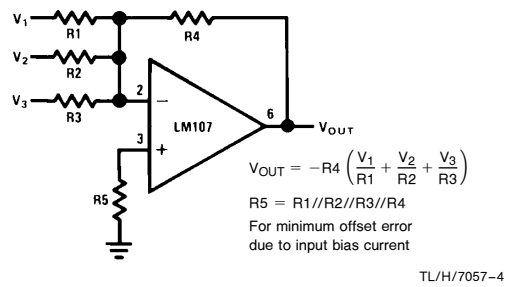 V1
R1
R4
V2
R2
V3
R3
2
6
LM107
VOUT
3
R5
VOUT = −R4 (V1/R1 + V2/R2 + V3/R3)
R5 = R1//R2//R3//R4
For minimum offset error
due to input bias current
TL/H/7057–4